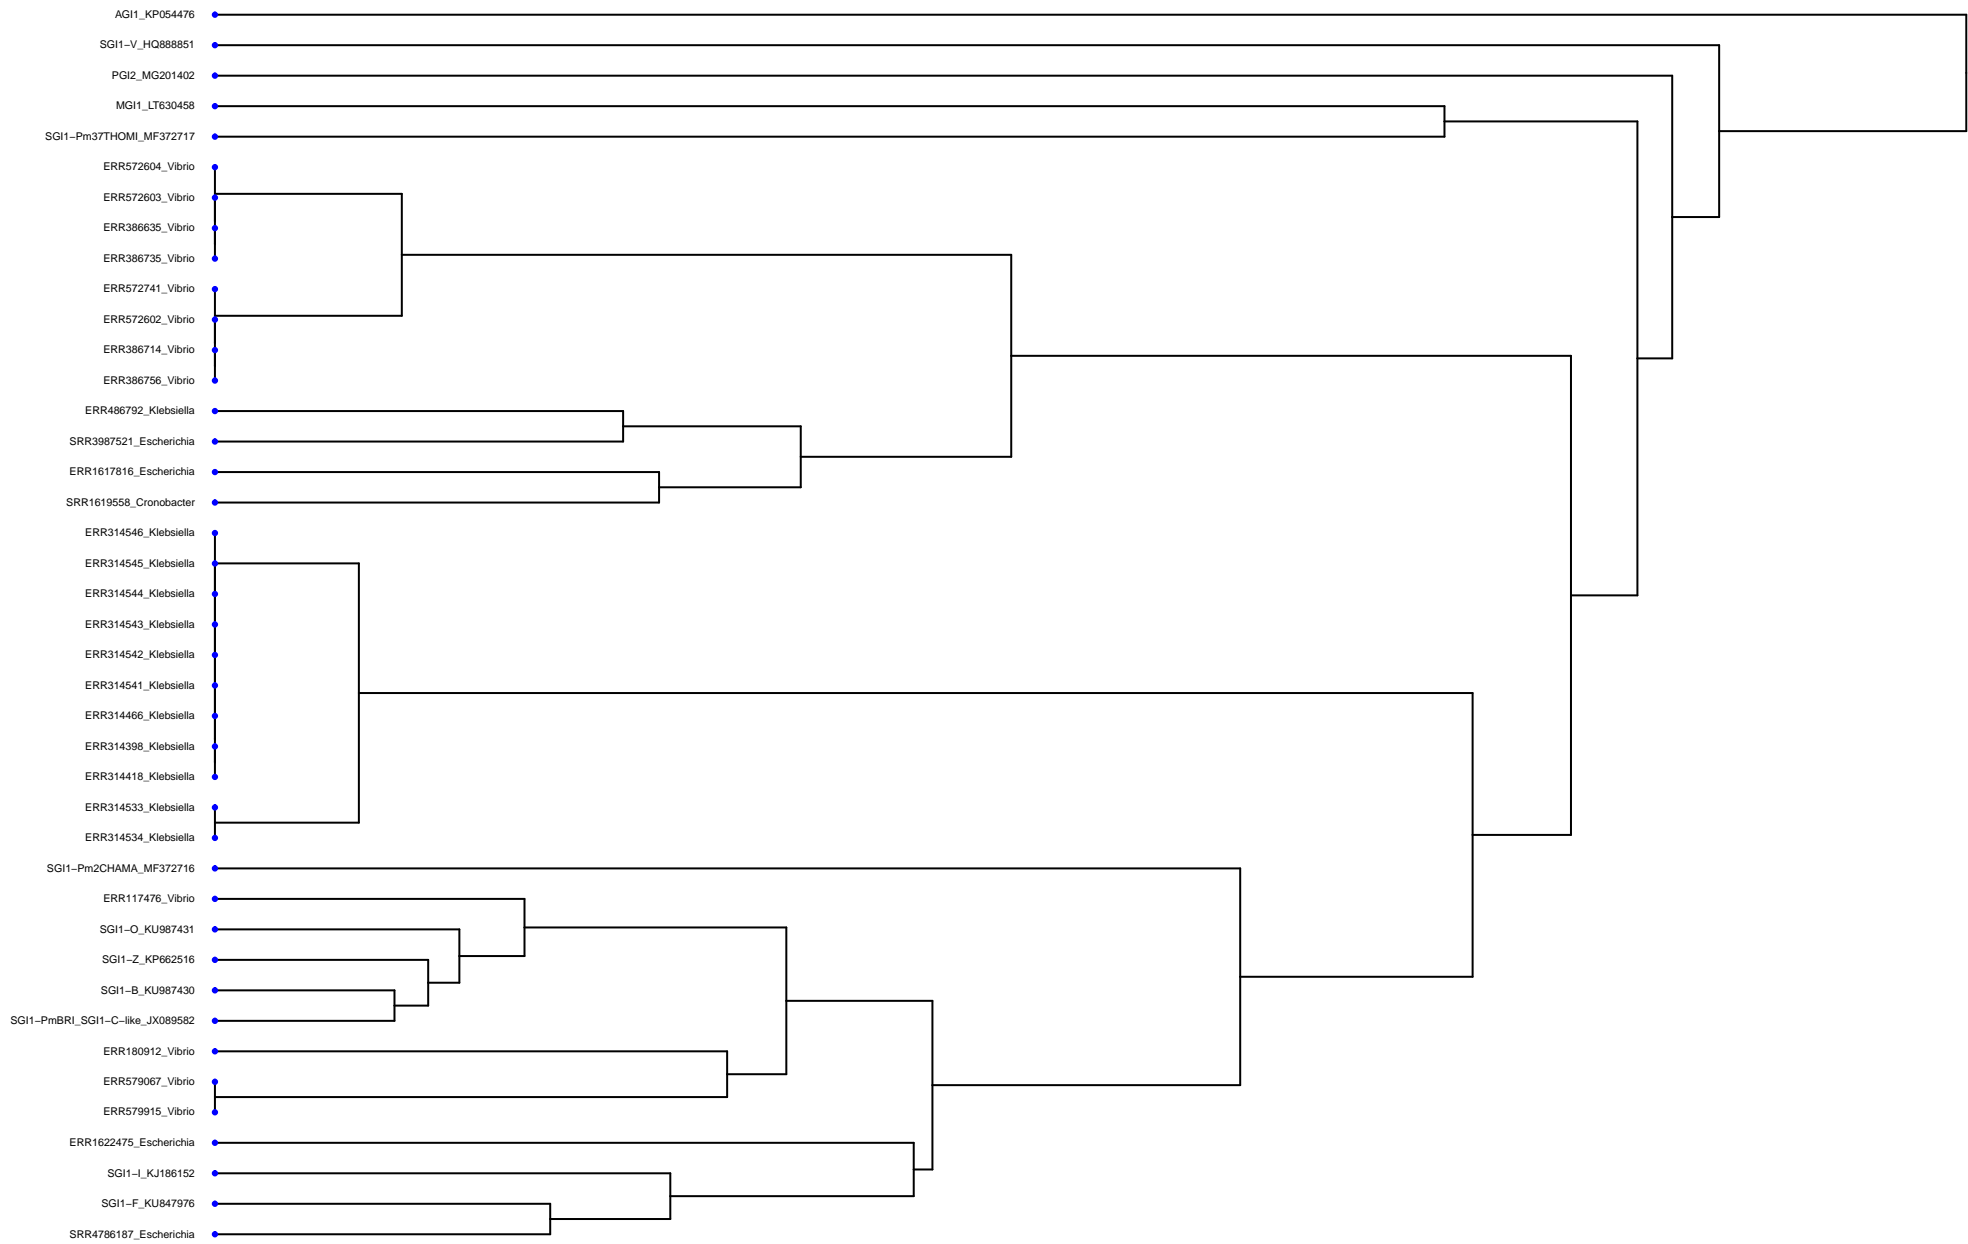 AGI1_KP054476
SGI1−V_HQ888851
PGI2_MG201402
MGI1_LT630458
SGI1−Pm37THOMI_MF372717
ERR572604_Vibrio
ERR572603_Vibrio
ERR386635_Vibrio
ERR386735_Vibrio
ERR572741_Vibrio
ERR572602_Vibrio
ERR386714_Vibrio
ERR386756_Vibrio
ERR486792_Klebsiella
SRR3987521_Escherichia
ERR1617816_Escherichia
SRR1619558_Cronobacter
ERR314546_Klebsiella
ERR314545_Klebsiella
ERR314544_Klebsiella
ERR314543_Klebsiella
ERR314542_Klebsiella
ERR314541_Klebsiella
ERR314466_Klebsiella
ERR314398_Klebsiella
ERR314418_Klebsiella
ERR314533_Klebsiella
ERR314534_Klebsiella
SGI1−Pm2CHAMA_MF372716
ERR117476_Vibrio
SGI1−O_KU987431
SGI1−Z_KP662516
SGI1−B_KU987430
SGI1−PmBRI_SGI1−C−like_JX089582
ERR180912_Vibrio
ERR579067_Vibrio
ERR579915_Vibrio
ERR1622475_Escherichia
SGI1−I_KJ186152
SGI1−F_KU847976
SRR4786187_Escherichia